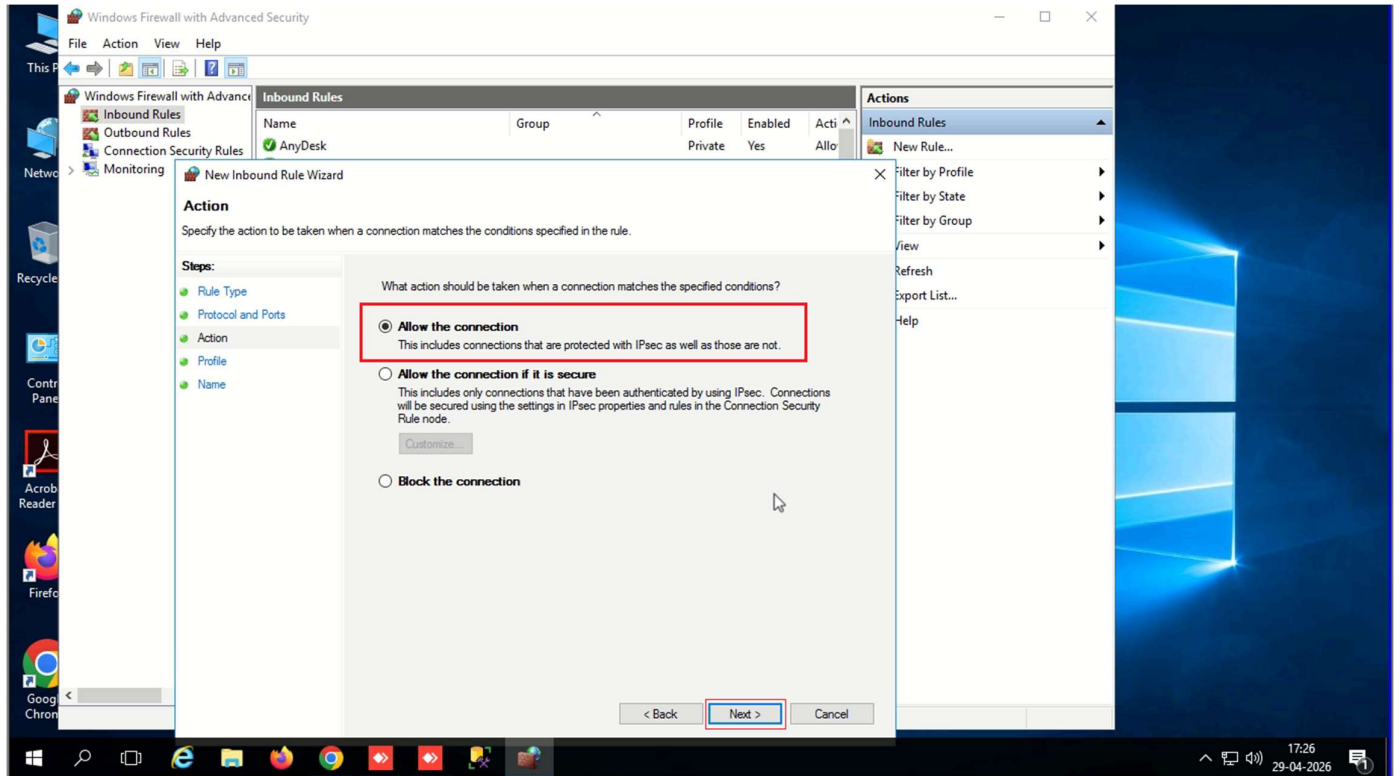 Windows Firewall with Advanced Security
File Action View Help
This P
Windows Firewall with Advance
Inbound Rules
Outbound Rules
Connection Security Rules
Monitoring
Inbound Rules
Name Group Profile Enabled Acti
AnyDesk Private Yes Allo
Actions
Inbound Rules
New Rule...
Filter by Profile
Filter by State
Filter by Group
View
Refresh
Export List...
Help
Netwo
Recycle
Contr
Pane
Acrob
Reader
Firefo
Goog
Chron
New Inbound Rule Wizard
Action
Specify the action to be taken when a connection matches the conditions specified in the rule.
Steps:
Rule Type
Protocol and Ports
Action
Profile
Name
What action should be taken when a connection matches the specified conditions?
Allow the connection
This includes connections that are protected with IPsec as well as those are not.
Allow the connection if it is secure
This includes only connections that have been authenticated by using IPsec. Connections
will be secured using the settings in IPsec properties and rules in the Connection Security
Rule node.
Customize...
Block the connection
< Back Next > Cancel
17:26
29-04-2026
1